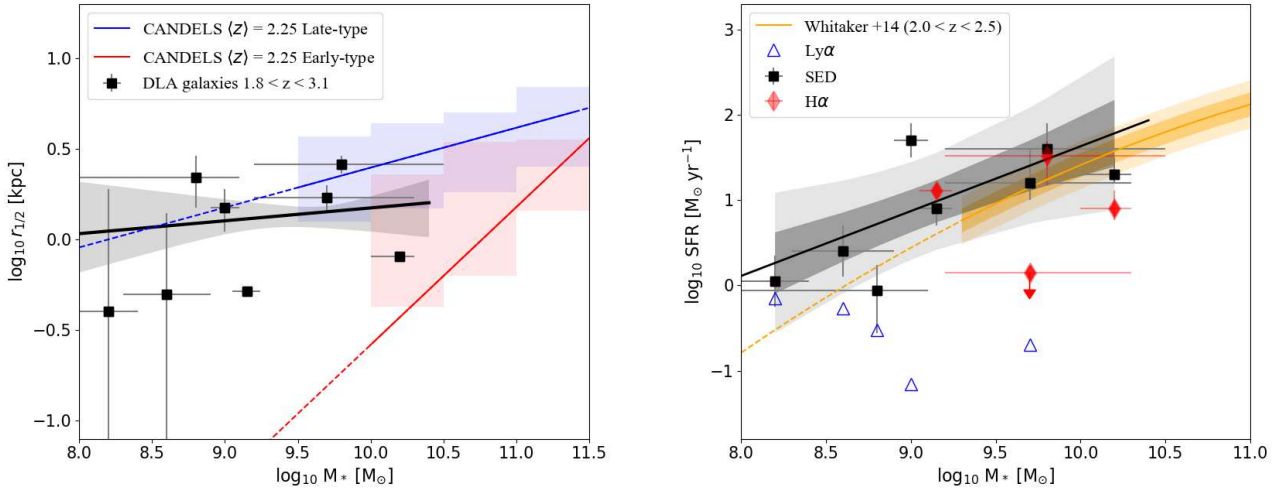 CANDELS ⟨z⟩ = 2.25 Late-type
CANDELS ⟨z⟩ = 2.25 Early-type
DLA galaxies 1.8 < z < 3.1
1.0
0.5
0.0
−0.5
−1.0
log₁₀ r₁/₂ [kpc]
8.0 8.5 9.0 9.5 10.0 10.5 11.0 11.5
log₁₀ M* [M⊙]
Whitaker +14 (2.0 < z < 2.5)
Lyα
SED
Hα
3
2
1
0
−1
log₁₀ SFR [M⊙ yr⁻¹]
8.0 8.5 9.0 9.5 10.0 10.5 11.0
log₁₀ M* [M⊙]